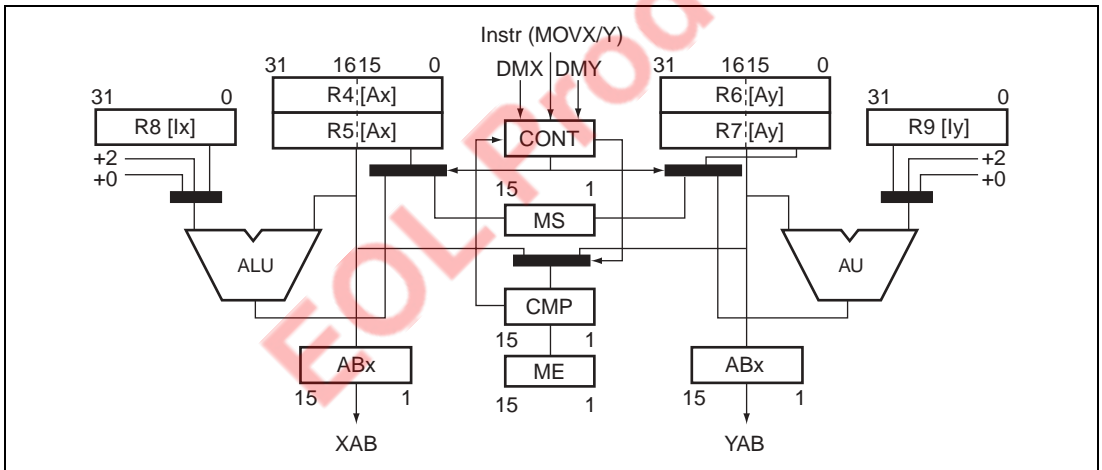 Instr (MOVX/Y)
DMX DMY
31 1615 0
R4 [Ax]
R5 [Ax]
31 0
R8 [Ix]
+2
+0
CONT
31 1615 0
R6 [Ay]
R7 [Ay]
31 0
R9 [Iy]
+2
+0
15 1
MS
ALU
AU
CMP
15 1
ME
15 1
ABx
15 1
XAB
ABx
15 1
YAB
EOL Prod